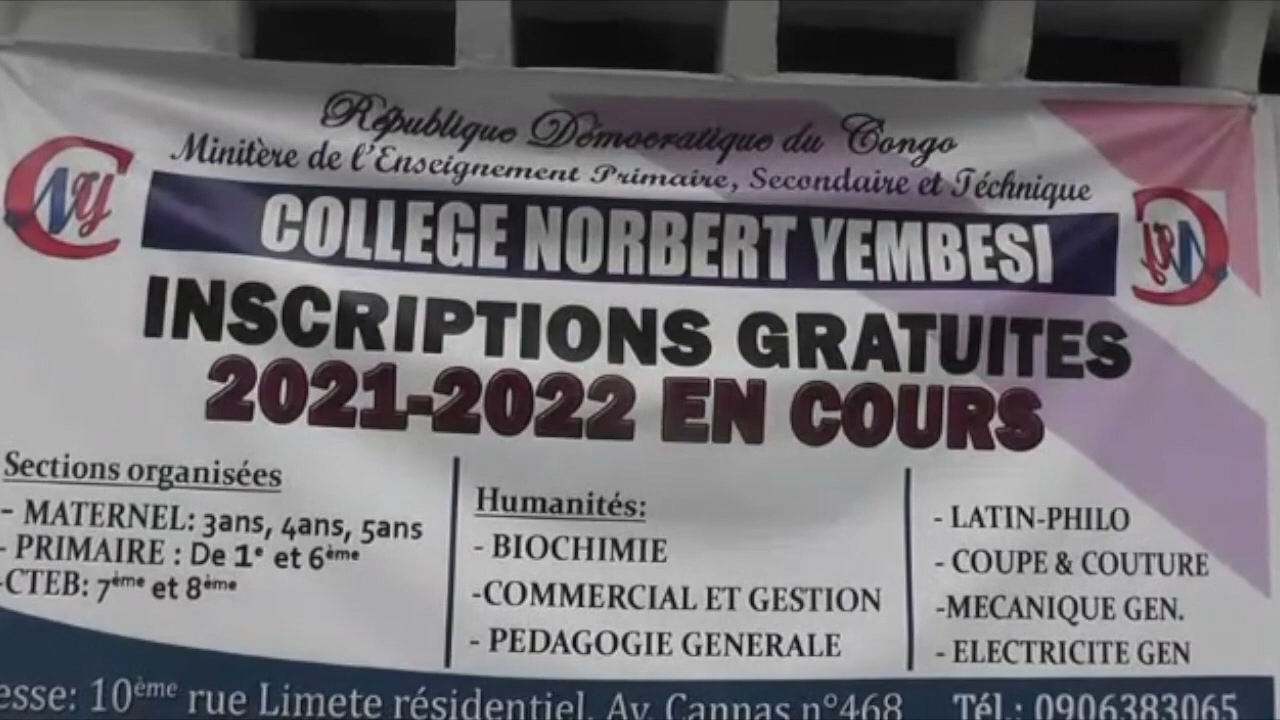 République Démocratique du Congo
Minitère de l'Enseignement Primaire, Secondaire et Téchnique
CNY
COLLEGE NORBERT YEMBESI
CNY
INSCRIPTIONS GRATUITES
2021-2022 EN COURS
Sections organisées
- MATERNEL: 3ans, 4ans, 5ans
- PRIMAIRE : De 1e et 6ème
-CTEB: 7ème et 8ème
Humanités:
- BIOCHIMIE
-COMMERCIAL ET GESTION
- PEDAGOGIE GENERALE
- LATIN-PHILO
- COUPE & COUTURE
-MECANIQUE GEN.
- ELECTRICITE GEN
esse: 10ème rue Limete résidentiel, Av. Cannas n°468 Tél.: 0906383065